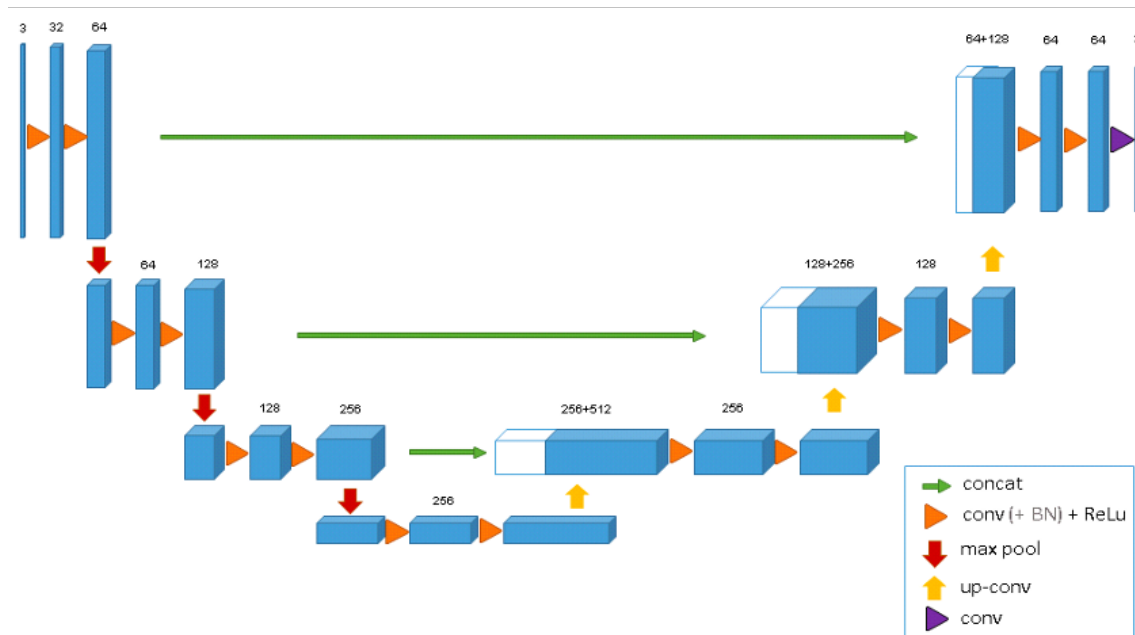 3 32 64
64+128 64 64
64 128
128+256 128
128 256
256+512 256
256
concat
conv (+ BN) + ReLu
max pool
up-conv
conv